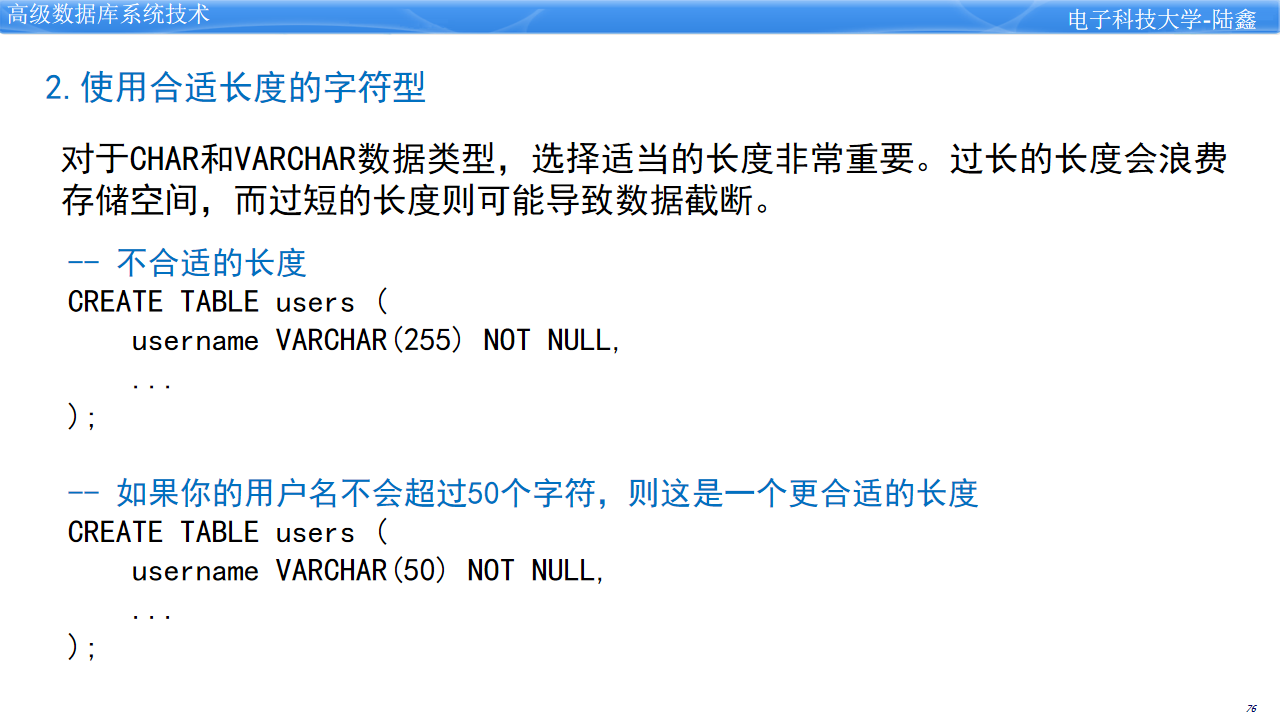 高级数据库系统技术
电子科技大学-陆鑫
2.使用合适长度的字符型
对于CHAR和VARCHAR数据类型，选择适当的长度非常重要。过长的长度会浪费
存储空间，而过短的长度则可能导致数据截断。
-- 不合适的长度
CREATE TABLE users (
    username VARCHAR(255) NOT NULL,
    ...
);
-- 如果你的用户名不会超过50个字符，则这是一个更合适的长度
CREATE TABLE users (
    username VARCHAR(50) NOT NULL,
    ...
);
76